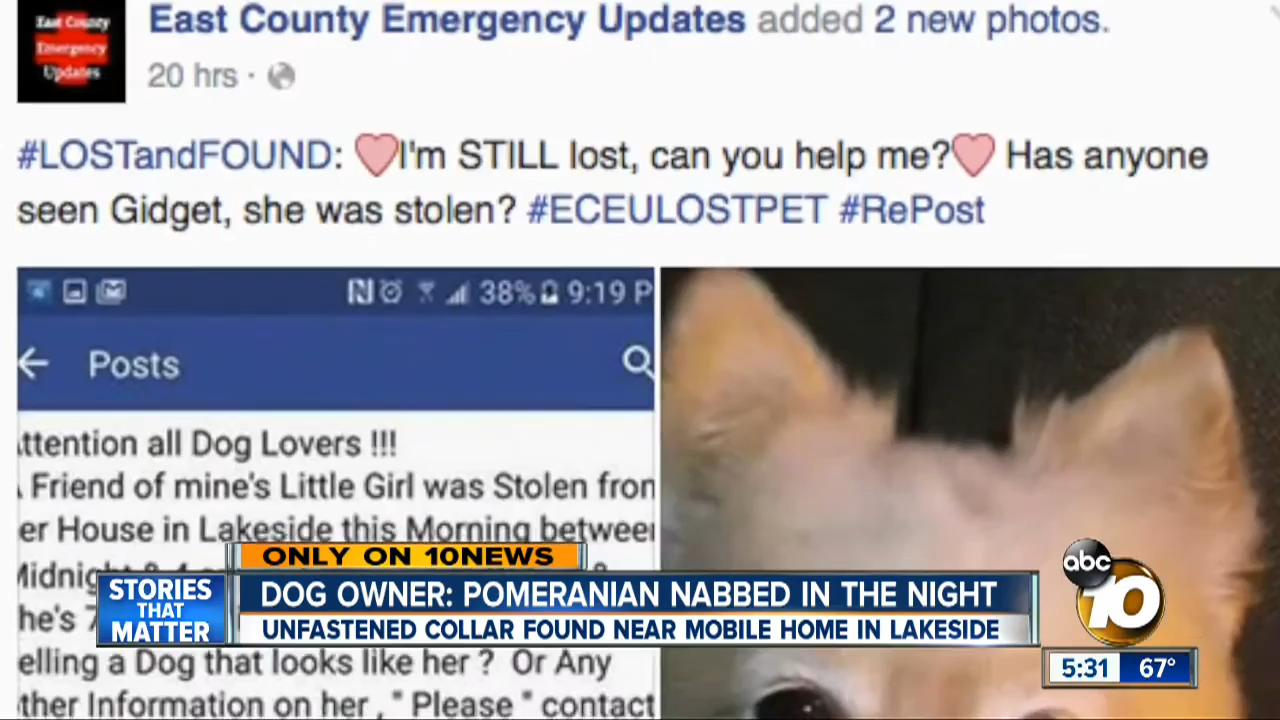 East County
Emergency
Updates
East County Emergency Updates added 2 new photos.
20 hrs ·
#LOSTandFOUND: I'm STILL lost, can you help me? Has anyone
seen Gidget, she was stolen? #ECEULOSTPET #RePost
38% 9:19 P
Posts
ttention all Dog Lovers !!!
Friend of mine's Little Girl was Stolen fron
er House in Lakeside this Morning betwee
he's 7
elling a Dog that looks like her ? Or Any
ther Information on her , " Please " contact
ONLY ON 10NEWS
STORIES
THAT
MATTER
DOG OWNER: POMERANIAN NABBED IN THE NIGHT
UNFASTENED COLLAR FOUND NEAR MOBILE HOME IN LAKESIDE
abc
10
5:31 67°